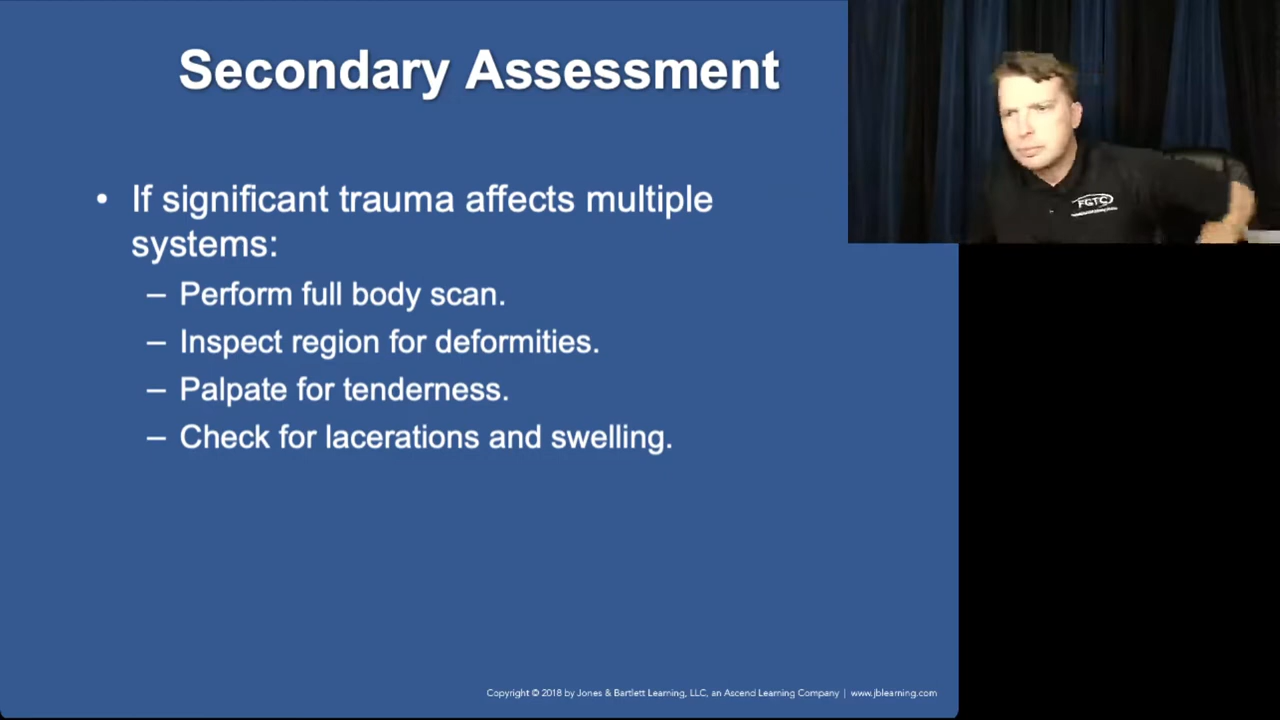 Secondary Assessment
• If significant trauma affects multiple
systems:
– Perform full body scan.
– Inspect region for deformities.
– Palpate for tenderness.
– Check for lacerations and swelling.
FGTC
Copyright © 2018 by Jones & Bartlett Learning, LLC, an Ascend Learning Company | www.jblearning.com